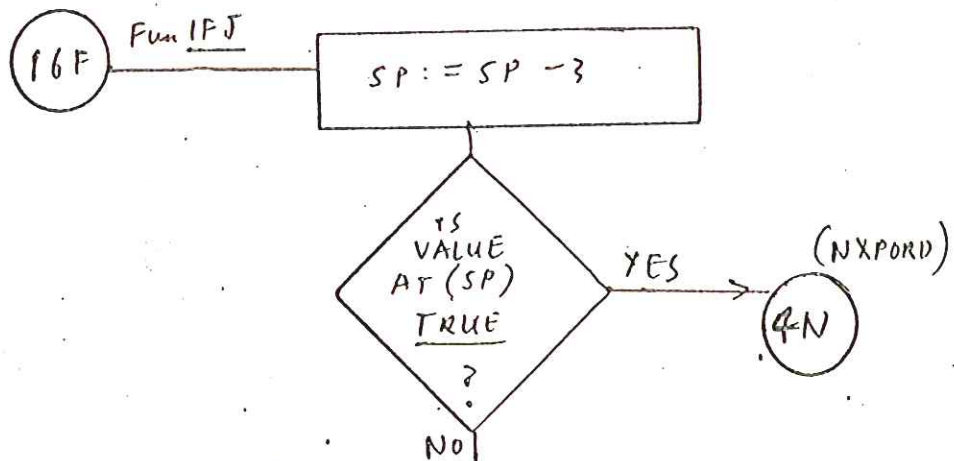 16F
Fun IFJ
SP := SP -3
IS
VALUE
AT (SP)
TRUE
?
YES
(NXPORD)
4N
NO